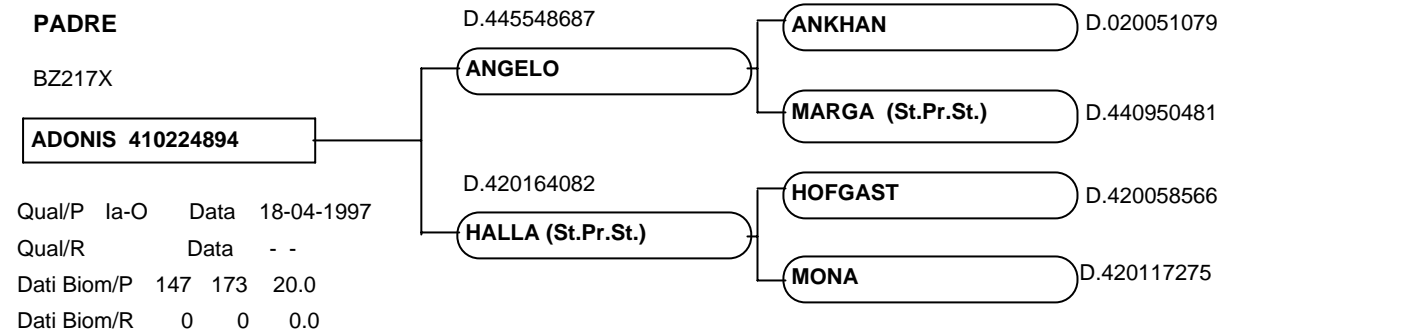 PADRE
BZ217X
ADONIS 410224894
Qual/P Ia-O Data 18-04-1997
Qual/R Data - -
Dati Biom/P 147 173 20.0
Dati Biom/R 0 0 0.0
D.445548687
ANGELO
D.420164082
HALLA (St.Pr.St.)
ANKHAN D.020051079
MARGA (St.Pr.St.) D.440950481
HOFGAST D.420058566
MONA D.420117275